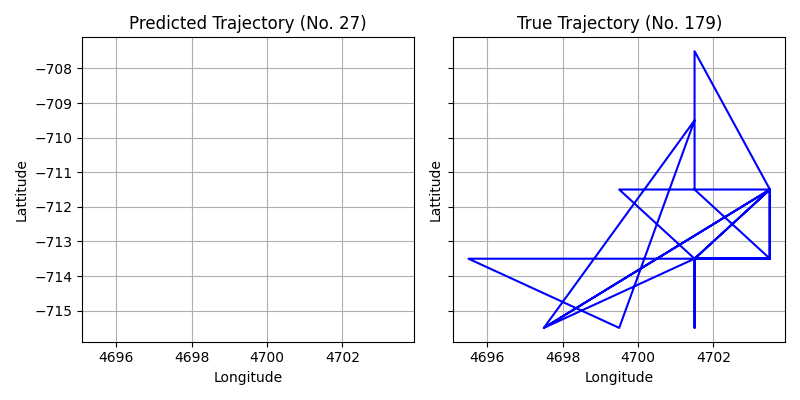 Predicted Trajectory (No. 27)
True Trajectory (No. 179)
−708
−709
−710
−711
−712
−713
−714
−715
Lattitude
4696 4698 4700 4702
Longitude
Lattitude
4696 4698 4700 4702
Longitude